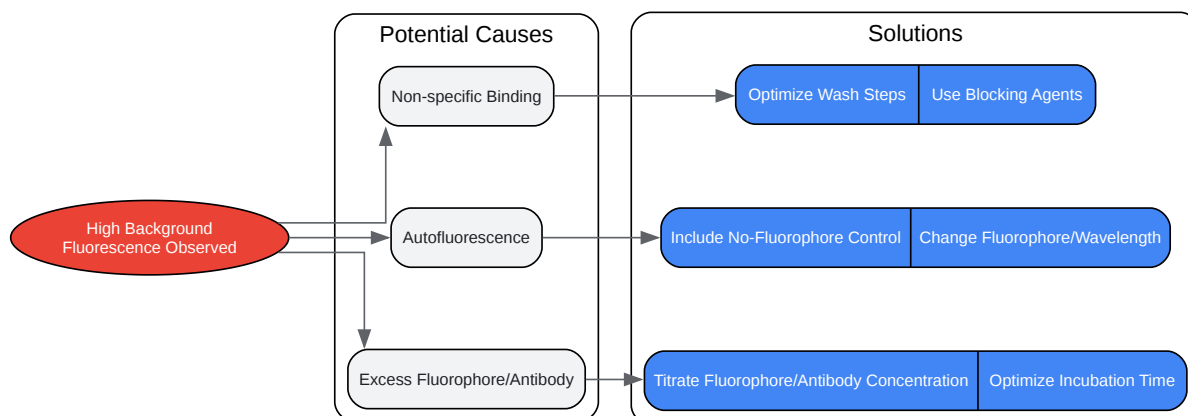 Potential Causes
Solutions
Non-specific Binding
Optimize Wash Steps
Use Blocking Agents
High Background
Fluorescence Observed
Autofluorescence
Include No-Fluorophore Control
Change Fluorophore/Wavelength
Excess Fluorophore/Antibody
Titrate Fluorophore/Antibody Concentration
Optimize Incubation Time